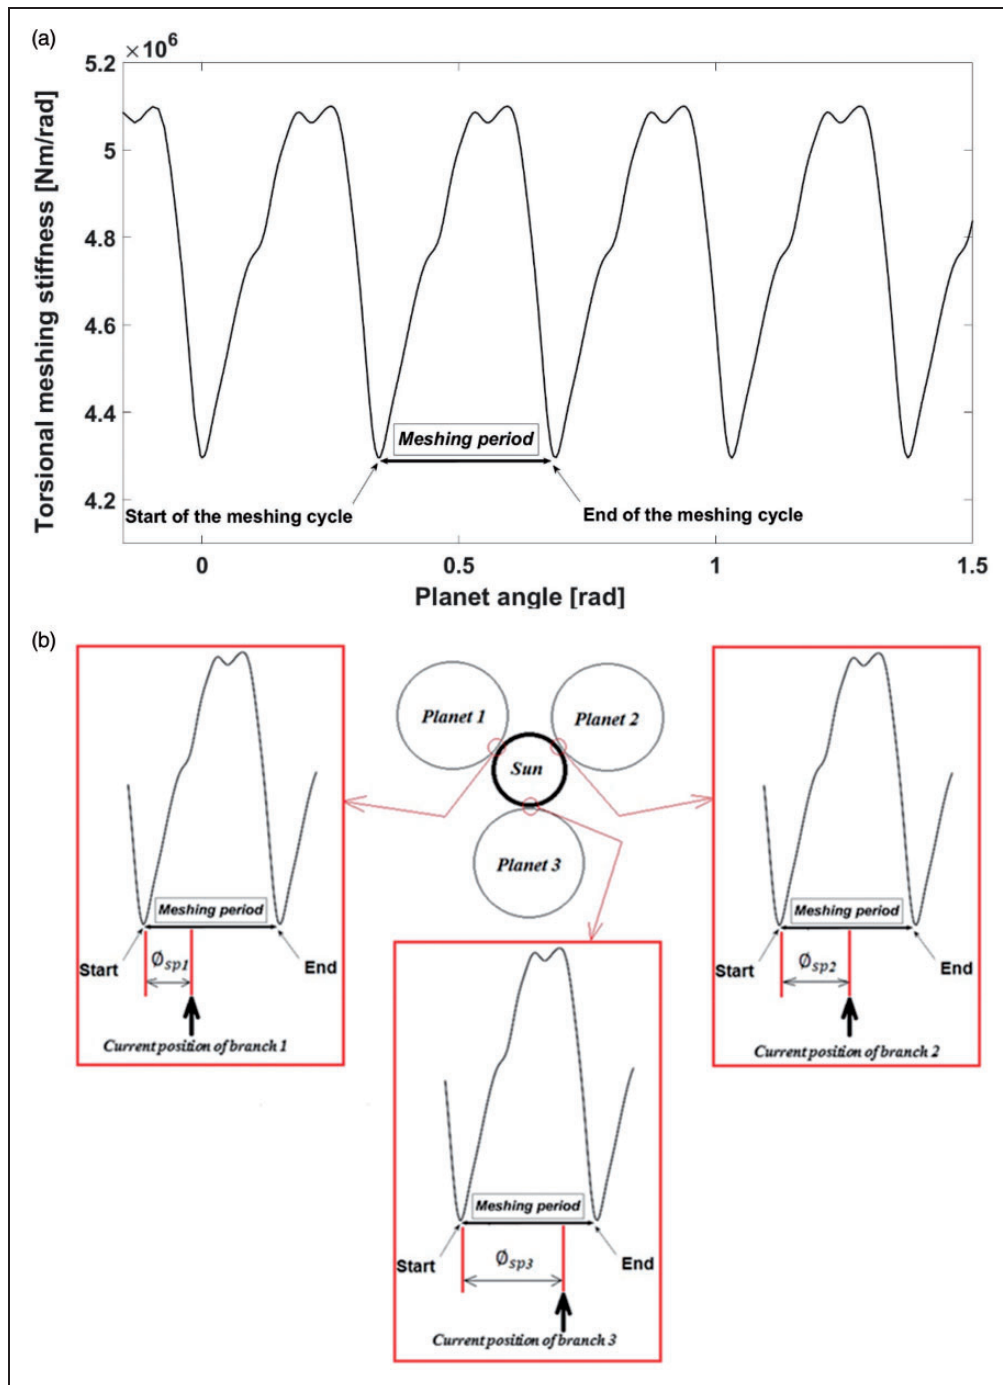 (a)
×10⁶
5.2
5
4.8
4.6
4.4
4.2
Torsional meshing stiffness [Nm/rad]
Meshing period
Start of the meshing cycle
End of the meshing cycle
0
0.5
1
1.5
Planet angle [rad]
(b)
Planet 1
Planet 2
Sun
Planet 3
Meshing period
Start
End
∅sp1
Current position of branch 1
Meshing period
Start
End
∅sp2
Current position of branch 2
Meshing period
Start
End
∅sp3
Current position of branch 3